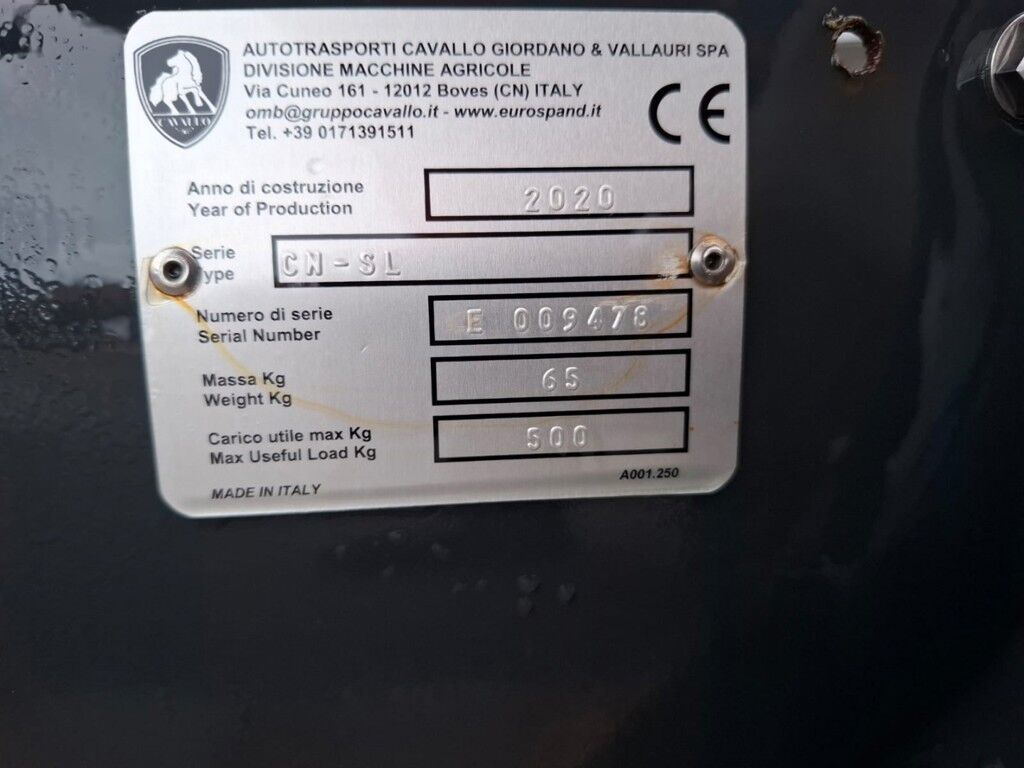 CAVALLO
AUTOTRASPORTI CAVALLO GIORDANO & VALLAURI SPA
DIVISIONE MACCHINE AGRICOLE
Via Cuneo 161 - 12012 Boves (CN) ITALY
omb@gruppocavallo.it - www.eurospand.it
Tel. +39 0171391511
CE
Anno di costruzione
Year of Production
2020
Serie
Type
CN-SL
Numero di serie
Serial Number
E 009478
Massa Kg
Weight Kg
65
Carico utile max Kg
Max Useful Load Kg
500
MADE IN ITALY
A001.250